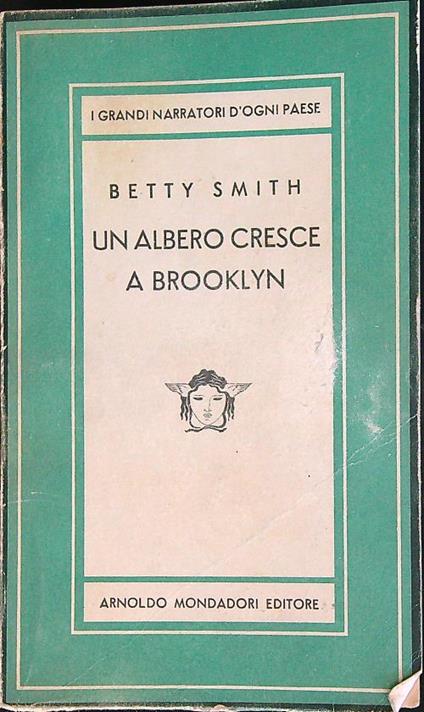 I GRANDI NARRATORI D'OGNI PAESE
BETTY SMITH
UN ALBERO CRESCE
A BROOKLYN
ARNOLDO MONDADORI EDITORE